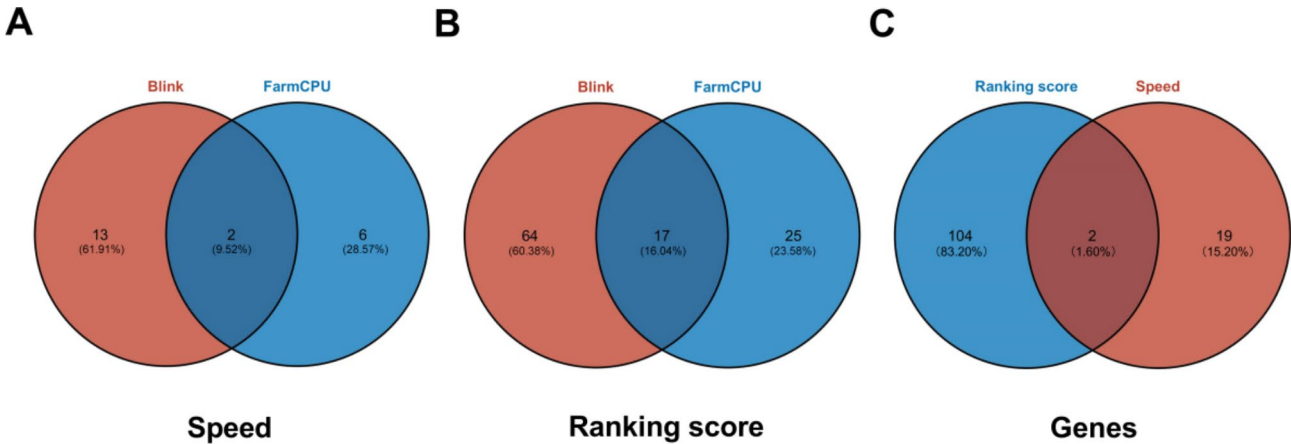 A
B
C
Blink
FarmCPU
Blink
FarmCPU
Ranking score
Speed
13
(61.91%)
2
(9.52%)
6
(28.57%)
64
(60.38%)
17
(16.04%)
25
(23.58%)
104
(83.20%)
2
(1.60%)
19
(15.20%)
Speed
Ranking score
Genes